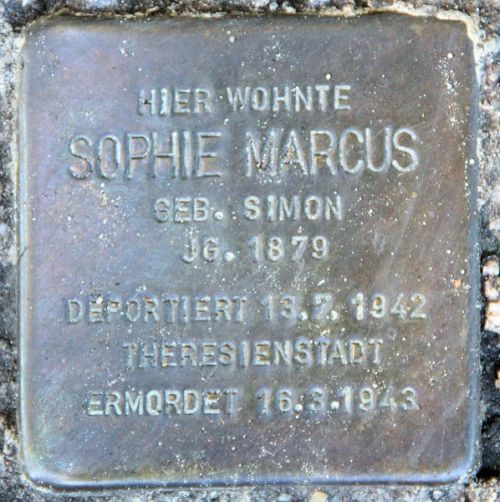 HIER WOHNTE
SOPHIE MARCUS
GEB. SIMON
JG. 1879
DEPORTIERT 13.7.1942
THERESIENSTADT
ERMORDET 16.3.1943